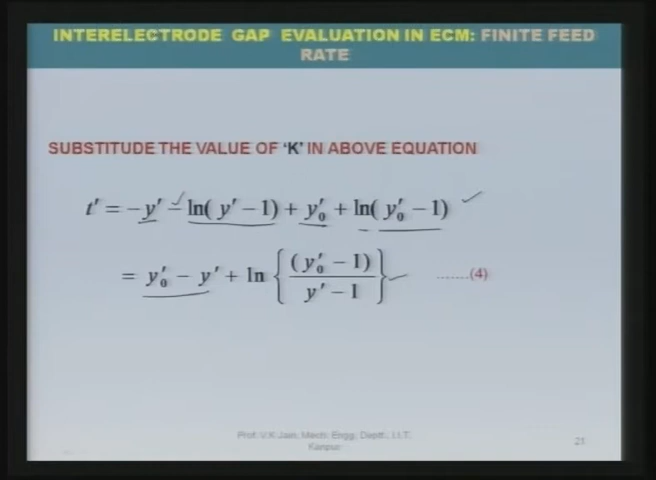 INTERELECTRODE GAP EVALUATION IN ECM: FINITE FEED
RATE
SUBSTITUDE THE VALUE OF 'K' IN ABOVE EQUATION
t′ = −y′ − ln( y′ − 1) + y′₀ + ln( y′₀ − 1)
= y′₀ − y′ + ln { (y′₀ − 1) / y′ − 1 } .......(4)
Prof. V.K.Jain, Mech. Engg. Deptt., I.I.T.
Kanpur
21